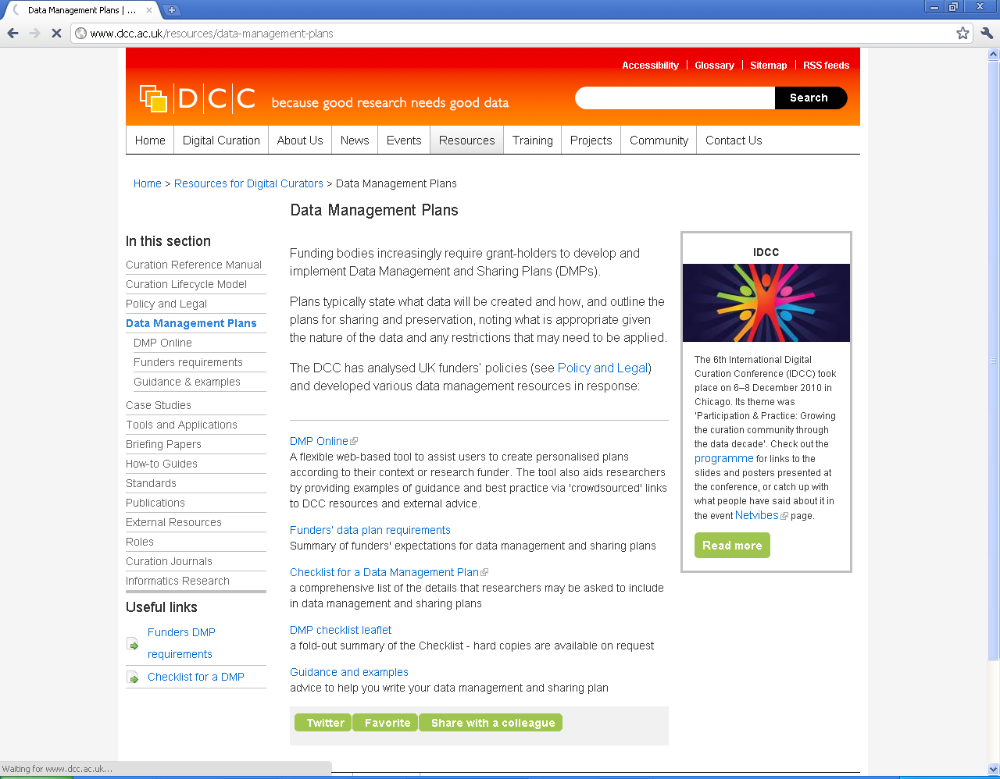 Data Management Plans | ...
www.dcc.ac.uk/resources/data-management-plans
Accessibility | Glossary | Sitemap | RSS feeds
DCC because good research needs good data
Search
Home
Digital Curation
About Us
News
Events
Resources
Training
Projects
Community
Contact Us
Home > Resources for Digital Curators > Data Management Plans
Data Management Plans
In this section
Curation Reference Manual
Curation Lifecycle Model
Policy and Legal
Data Management Plans
DMP Online
Funders requirements
Guidance & examples
Case Studies
Tools and Applications
Briefing Papers
How-to Guides
Standards
Publications
External Resources
Roles
Curation Journals
Informatics Research
Useful links
Funders DMP
requirements
Checklist for a DMP
Funding bodies increasingly require grant-holders to develop and
implement Data Management and Sharing Plans (DMPs).
Plans typically state what data will be created and how, and outline the
plans for sharing and preservation, noting what is appropriate given
the nature of the data and any restrictions that may need to be applied.
The DCC has analysed UK funders' policies (see Policy and Legal)
and developed various data management resources in response:
DMP Online
A flexible web-based tool to assist users to create personalised plans
according to their context or research funder. The tool also aids researchers
by providing examples of guidance and best practice via 'crowdsourced' links
to DCC resources and external advice.
Funders' data plan requirements
Summary of funders' expectations for data management and sharing plans
Checklist for a Data Management Plan
a comprehensive list of the details that researchers may be asked to include
in data management and sharing plans
DMP checklist leaflet
a fold-out summary of the Checklist - hard copies are available on request
Guidance and examples
advice to help you write your data management and sharing plan
Twitter
Favorite
Share with a colleague
IDCC
The 6th International Digital
Curation Conference (IDCC) took
place on 6–8 December 2010 in
Chicago. Its theme was
'Participation & Practice: Growing
the curation community through
the data decade'. Check out the
programme for links to the
slides and posters presented at
the conference, or catch up with
what people have said about it in
the event Netvibes page.
Read more
Waiting for www.dcc.ac.uk...